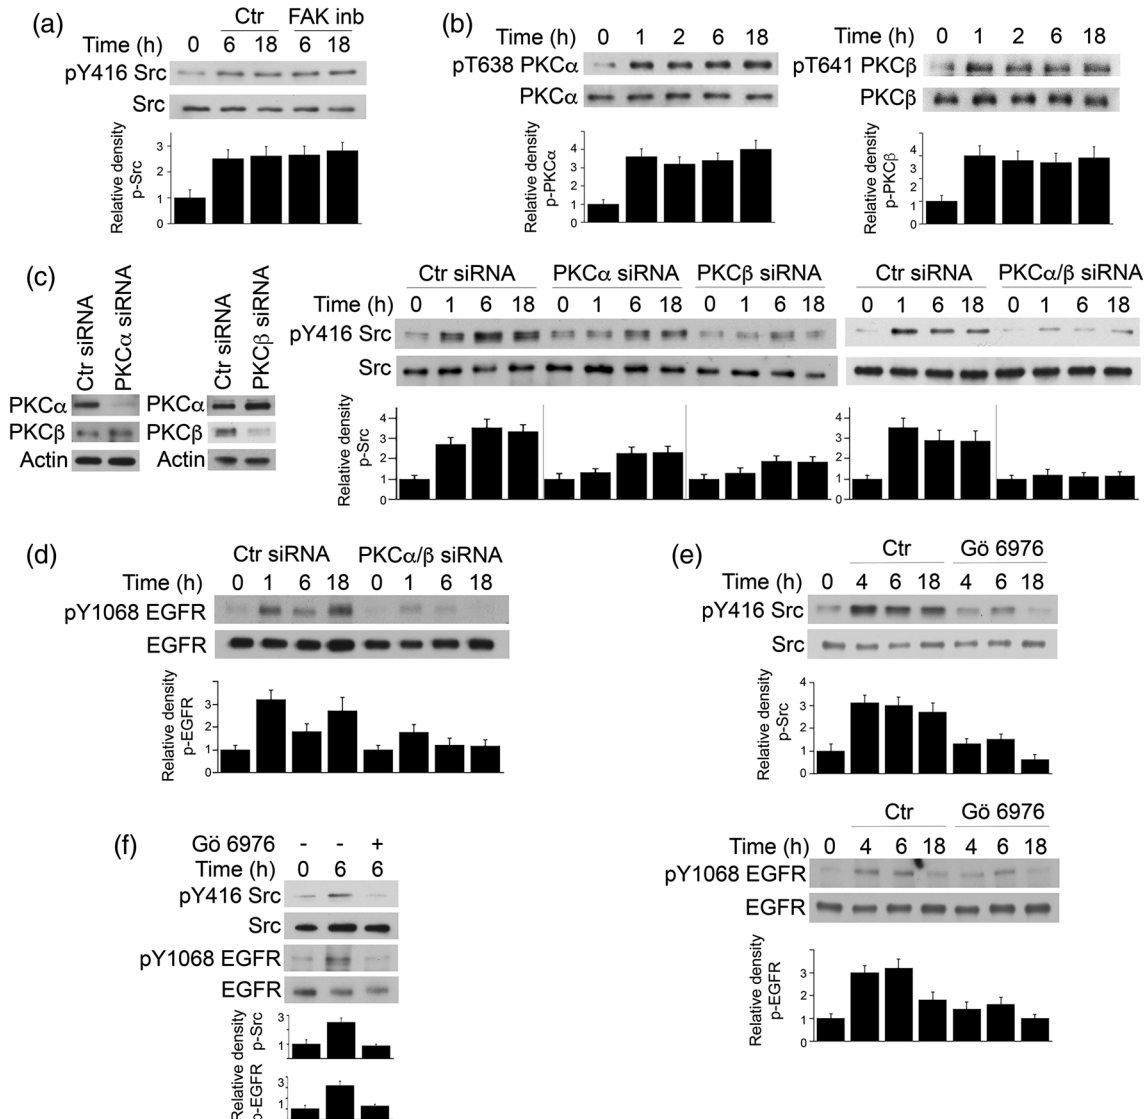 (a)
Ctr FAK inb
Time (h) 0 6 18 6 18
pY416 Src
Src
Relative density
p-Src
4
3
2
1
0
(b)
Time (h) 0 1 2 6 18
pT638 PKCα
PKCα
Relative density
p-PKCα
4
3
2
1
0
Time (h) 0 1 2 6 18
pT641 PKCβ
PKCβ
Relative density
p-PKCβ
4
3
2
1
0
(c)
Ctr siRNA
PKCα siRNA
PKCα
PKCβ
Actin
Ctr siRNA
PKCβ siRNA
PKCα
PKCβ
Actin
Ctr siRNA PKCα siRNA PKCβ siRNA
Time (h) 0 1 6 18 0 1 6 18 0 1 6 18
pY416 Src
Src
Relative density
p-Src
4
3
2
1
0
Ctr siRNA PKCα/β siRNA
0 1 6 18 0 1 6 18
4
3
2
1
0
(d)
Ctr siRNA PKCα/β siRNA
Time (h) 0 1 6 18 0 1 6 18
pY1068 EGFR
EGFR
Relative density
p-EGFR
3
2
1
0
(e)
Ctr Gö 6976
Time (h) 0 4 6 18 4 6 18
pY416 Src
Src
Relative density
p-Src
4
3
2
1
0
Ctr Gö 6976
Time (h) 0 4 6 18 4 6 18
pY1068 EGFR
EGFR
Relative density
p-EGFR
3
2
1
0
(f)
Gö 6976 - - +
Time (h) 0 6 6
pY416 Src
Src
pY1068 EGFR
EGFR
Relative density
p-Src
3
1
Relative density
p-EGFR
3
1